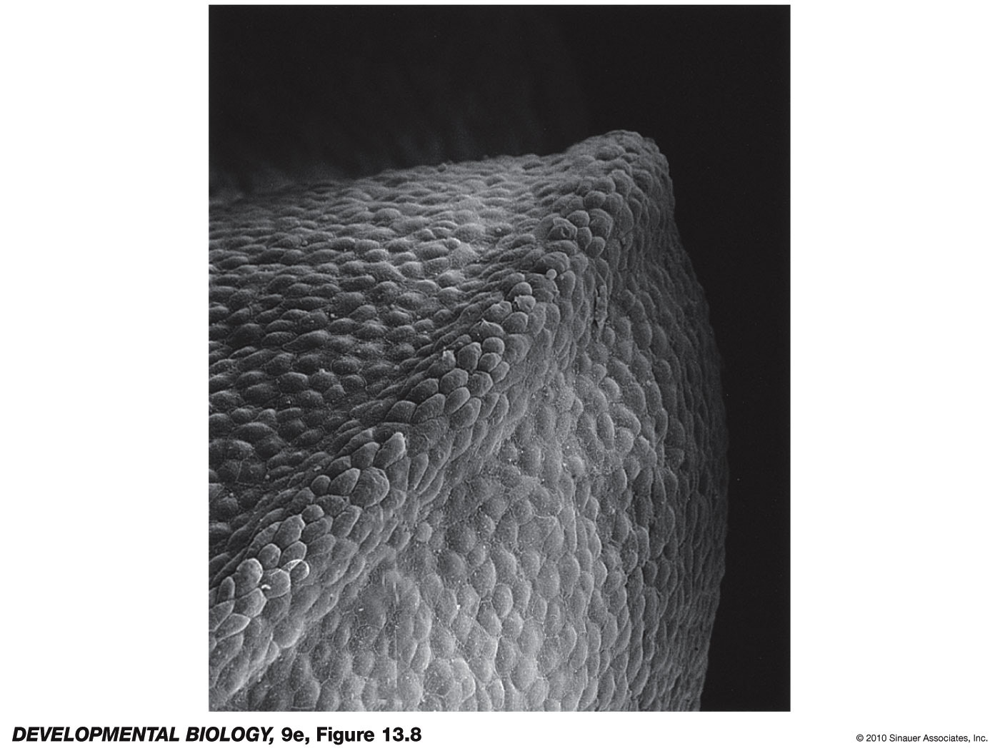 DEVELOPMENTAL BIOLOGY, 9e, Figure 13.8
© 2010 Sinauer Associates, Inc.